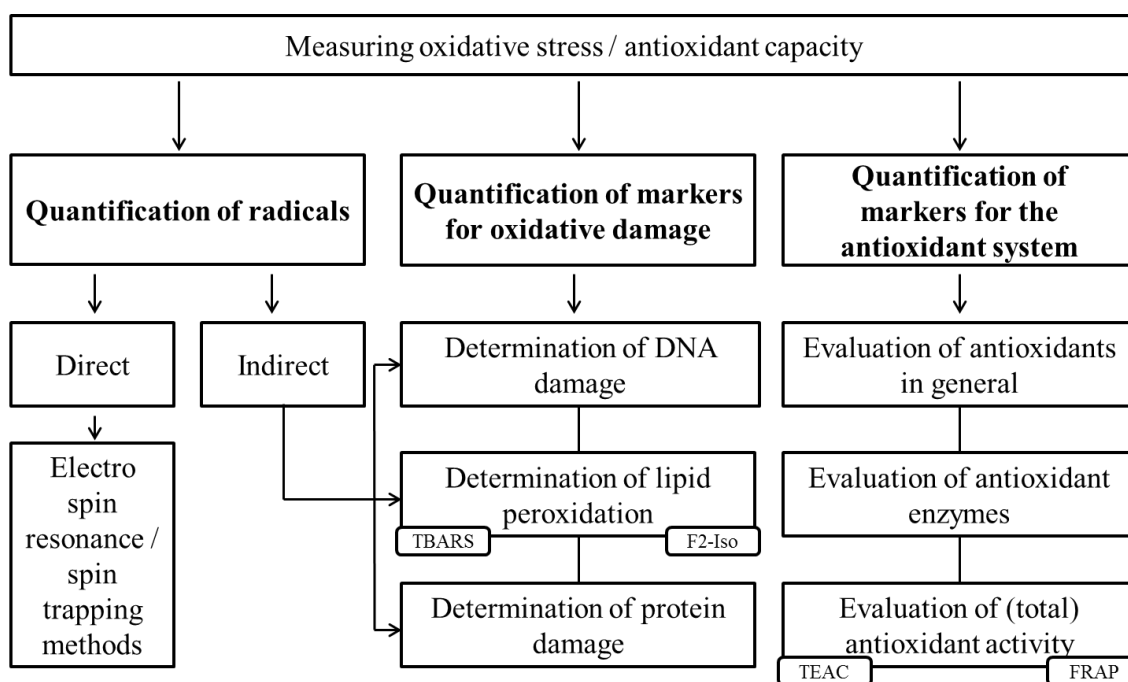 Measuring oxidative stress / antioxidant capacity
Quantification of radicals
Quantification of markers
for oxidative damage
Quantification of
markers for the
antioxidant system
Direct
Indirect
Determination of DNA
damage
Evaluation of antioxidants
in general
Electro
spin
resonance /
spin
trapping
methods
Determination of lipid
peroxidation
TBARS
F2-Iso
Evaluation of antioxidant
enzymes
Determination of protein
damage
Evaluation of (total)
antioxidant activity
TEAC
FRAP